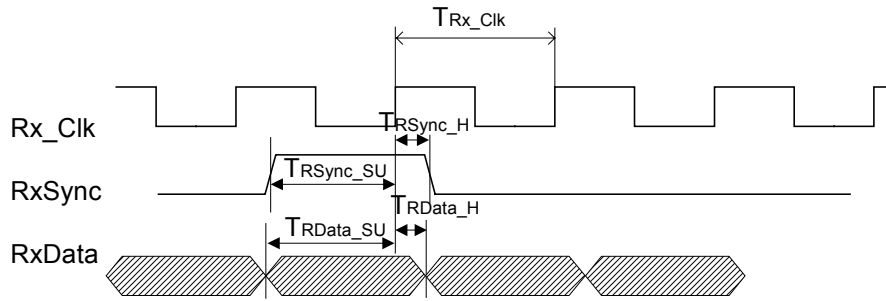 TRx_Clk
Rx_Clk
TRSync_H
TRSync_SU
RxSync
TRData_H
TRData_SU
RxData